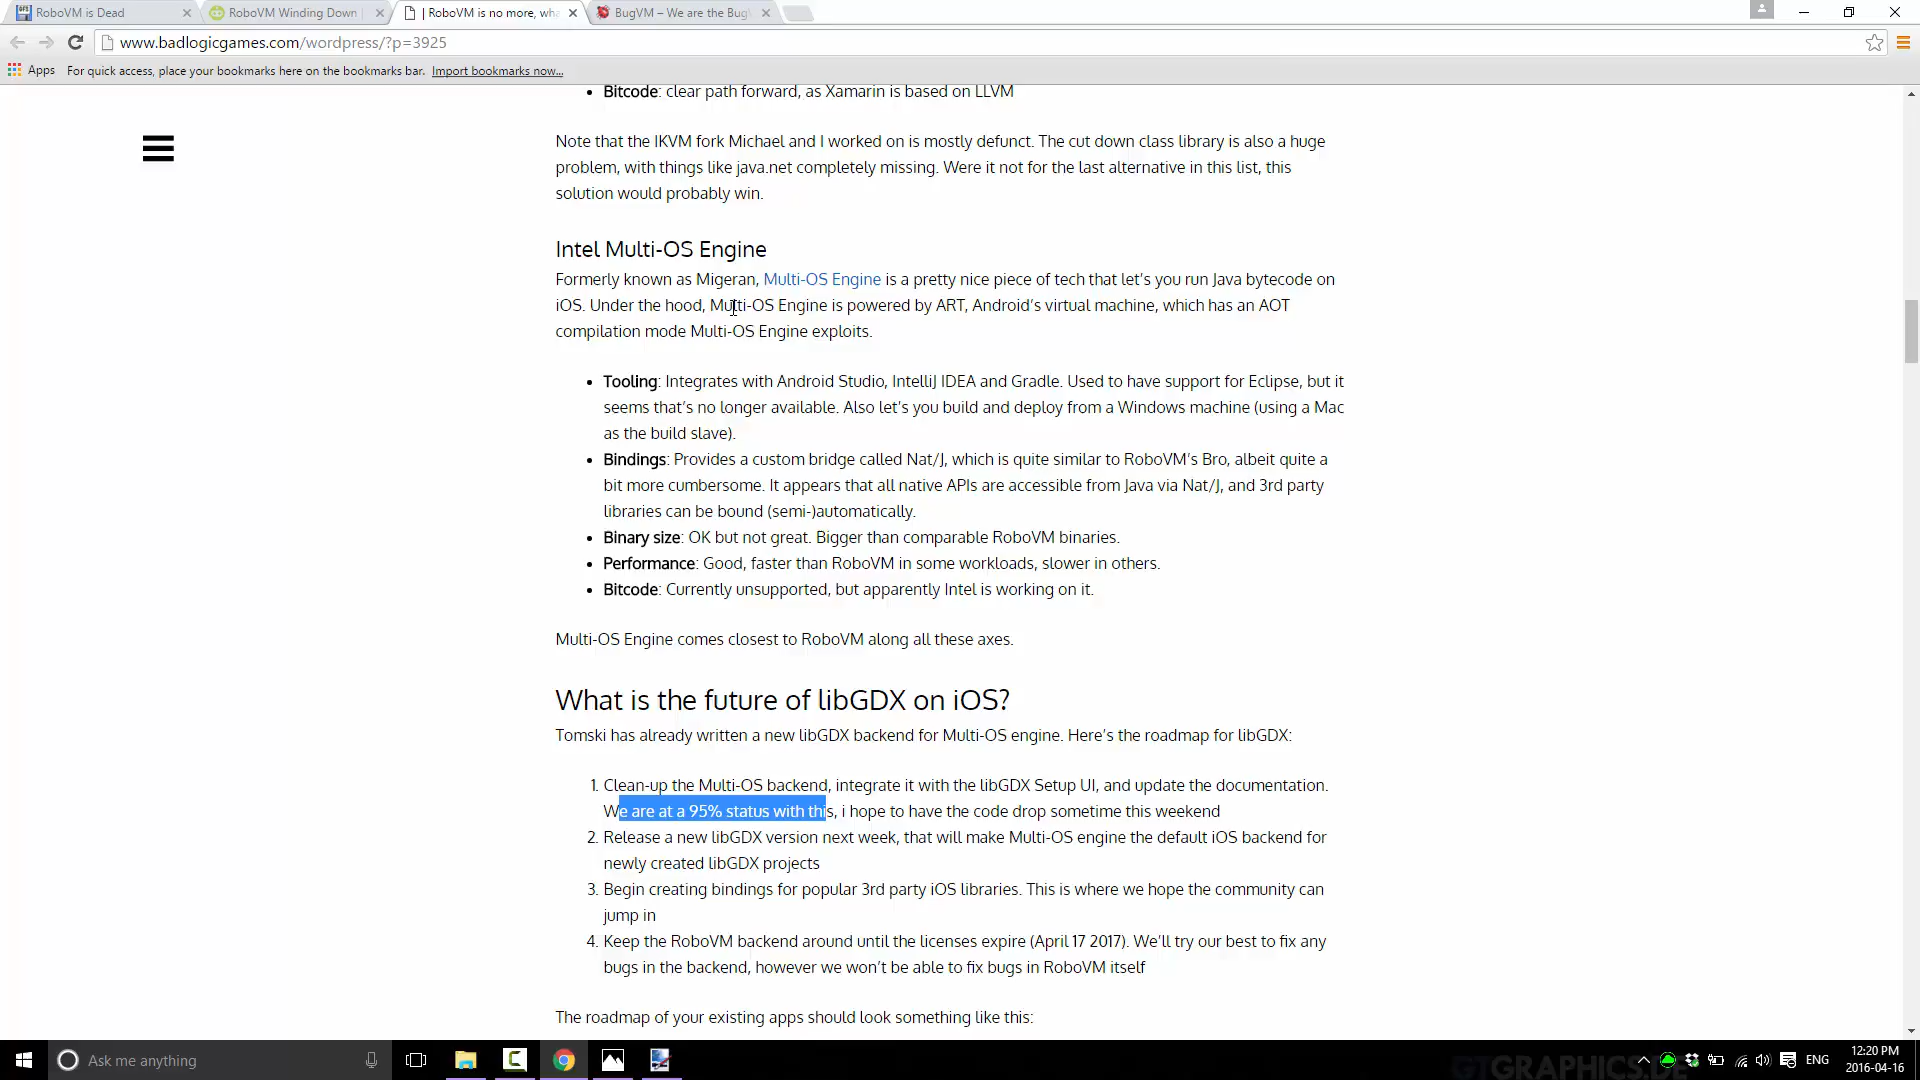 RoboVM is Dead
RoboVM Winding Down |
| RoboVM is no more, wha
BugVM – We are the Bug
www.badlogicgames.com/wordpress/?p=3925
Apps For quick access, place your bookmarks here on the bookmarks bar. Import bookmarks now...
• Bitcode: clear path forward, as Xamarin is based on LLVM
Note that the IKVM fork Michael and I worked on is mostly defunct. The cut down class library is also a huge
problem, with things like java.net completely missing. Were it not for the last alternative in this list, this
solution would probably win.
Intel Multi-OS Engine
Formerly known as Migeran, Multi-OS Engine is a pretty nice piece of tech that let's you run Java bytecode on
iOS. Under the hood, Multi-OS Engine is powered by ART, Android's virtual machine, which has an AOT
compilation mode Multi-OS Engine exploits.
• Tooling: Integrates with Android Studio, IntelliJ IDEA and Gradle. Used to have support for Eclipse, but it
seems that's no longer available. Also let's you build and deploy from a Windows machine (using a Mac
as the build slave).
• Bindings: Provides a custom bridge called Nat/J, which is quite similar to RoboVM's Bro, albeit quite a
bit more cumbersome. It appears that all native APIs are accessible from Java via Nat/J, and 3rd party
libraries can be bound (semi-)automatically.
• Binary size: OK but not great. Bigger than comparable RoboVM binaries.
• Performance: Good, faster than RoboVM in some workloads, slower in others.
• Bitcode: Currently unsupported, but apparently Intel is working on it.
Multi-OS Engine comes closest to RoboVM along all these axes.
What is the future of libGDX on iOS?
Tomski has already written a new libGDX backend for Multi-OS engine. Here's the roadmap for libGDX:
1. Clean-up the Multi-OS backend, integrate it with the libGDX Setup UI, and update the documentation.
We are at a 95% status with this, i hope to have the code drop sometime this weekend
2. Release a new libGDX version next week, that will make Multi-OS engine the default iOS backend for
newly created libGDX projects
3. Begin creating bindings for popular 3rd party iOS libraries. This is where we hope the community can
jump in
4. Keep the RoboVM backend around until the licenses expire (April 17 2017). We'll try our best to fix any
bugs in the backend, however we won't be able to fix bugs in RoboVM itself
The roadmap of your existing apps should look something like this:
Ask me anything
GTGRAPHICS.DE
ENG
12:20 PM
2016-04-16